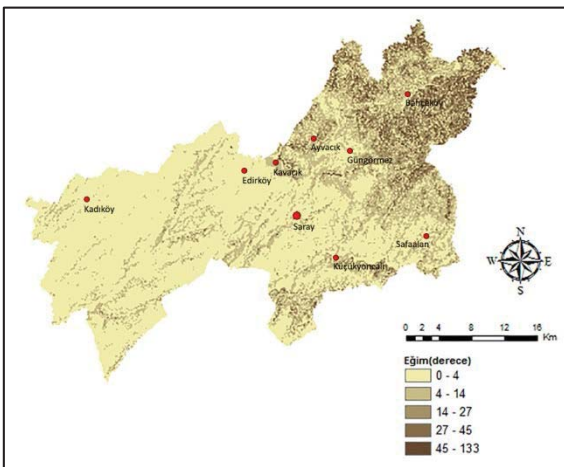 Bahçeköy
Ayvacık
Güngörmez
Kavacık
Edirköy
Kadıköy
Saray
Safaalan
Küçükyoncalı
N
W
E
S
0 2 4 8 12 16
Km
Eğim(derece)
0 - 4
4 - 14
14 - 27
27 - 45
45 - 133